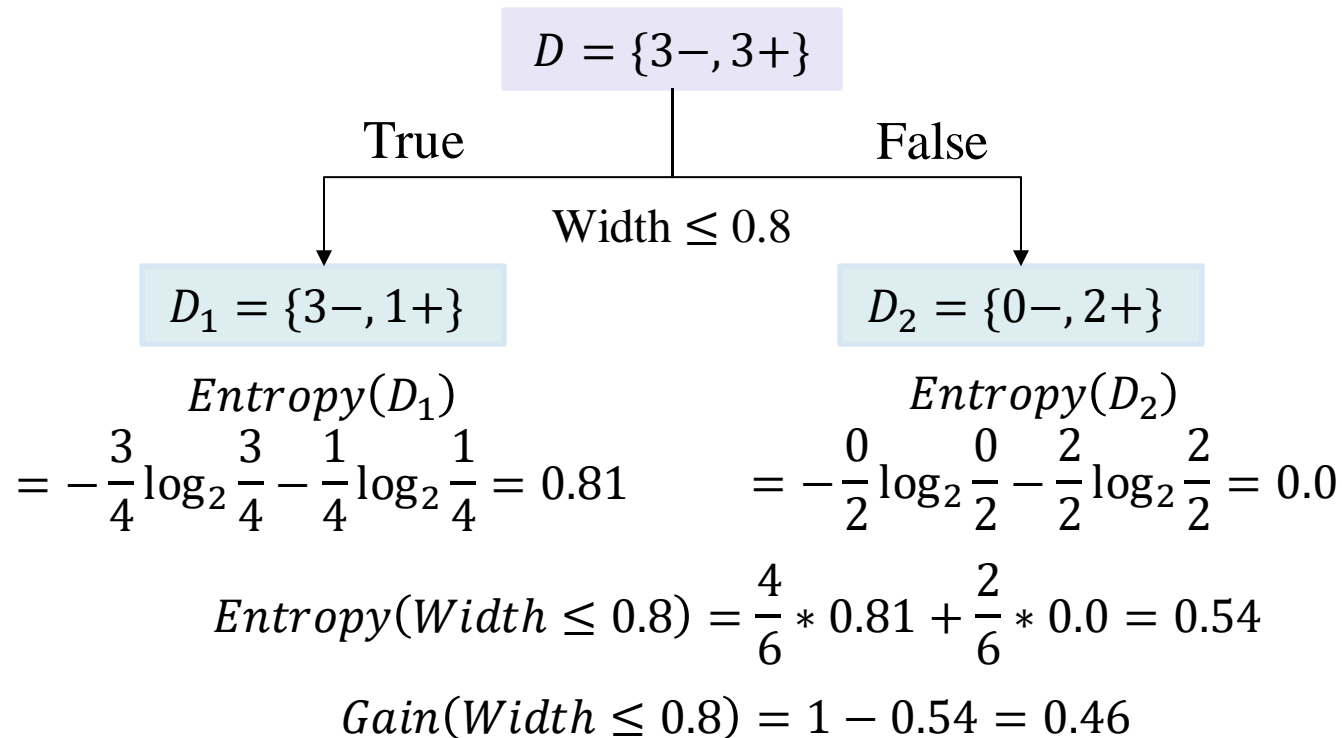 D = {3−, 3+}
True False
Width ≤ 0.8
D₁ = {3−, 1+} D₂ = {0−, 2+}
Entropy(D₁) Entropy(D₂)
= −3/4 log₂ 3/4 − 1/4 log₂ 1/4 = 0.81 = −0/2 log₂ 0/2 − 2/2 log₂ 2/2 = 0.0
Entropy(Width ≤ 0.8) = 4/6 * 0.81 + 2/6 * 0.0 = 0.54
Gain(Width ≤ 0.8) = 1 − 0.54 = 0.46